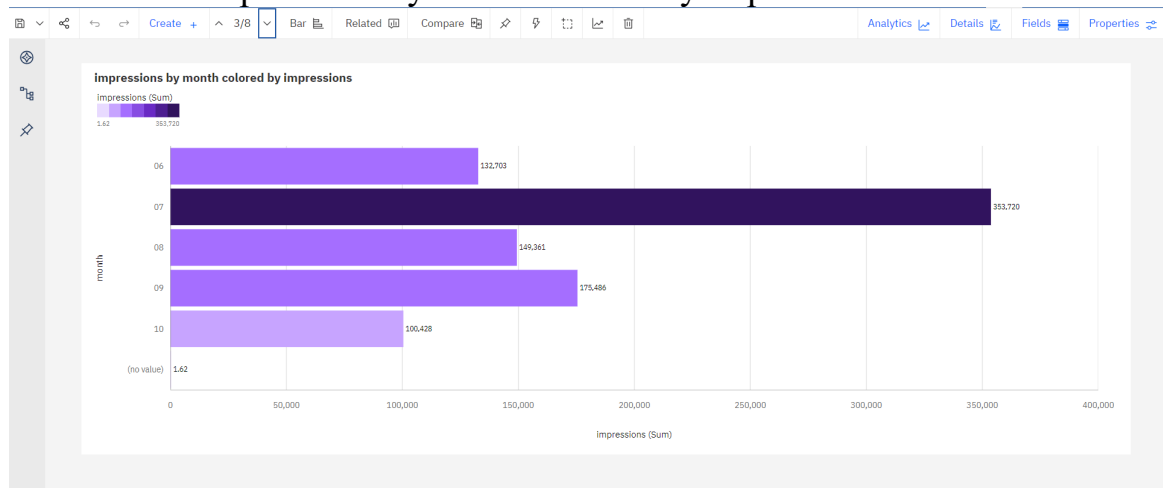 Create + 3/8 Bar Related Compare Analytics Details Fields Properties
impressions by month colored by impressions
impressions (Sum)
1.62 353,720
06 132,703
07 353,720
08 149,361
month
09 175,486
10 100,428
(no value) 1.62
0 50,000 100,000 150,000 200,000 250,000 300,000 350,000 400,000
impressions (Sum)